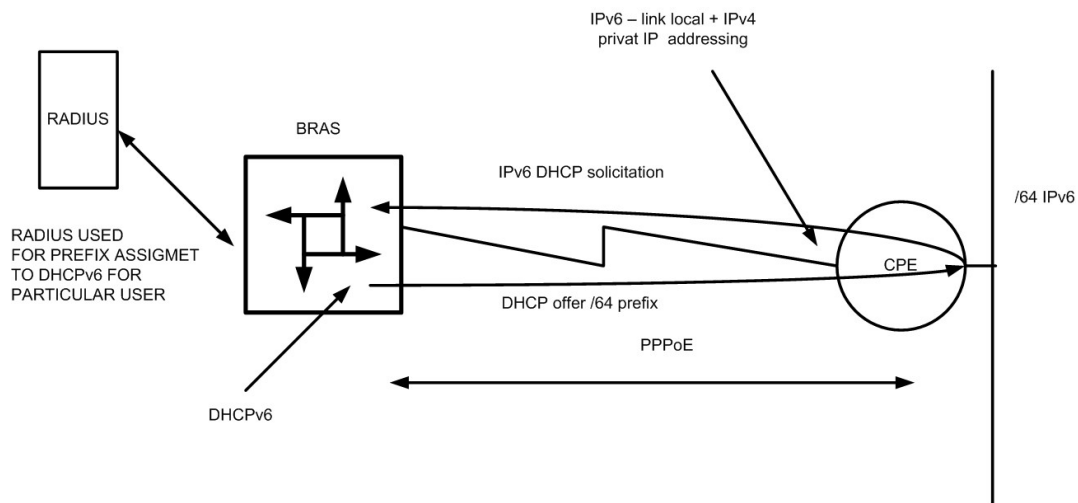 IPv6 – link local + IPv4
privat IP  addressing
RADIUS
BRAS
IPv6 DHCP solicitation
/64 IPv6
RADIUS USED
FOR PREFIX ASSIGMET
TO DHCPv6 FOR
PARTICULAR USER
CPE
DHCP offer /64 prefix
PPPoE
DHCPv6